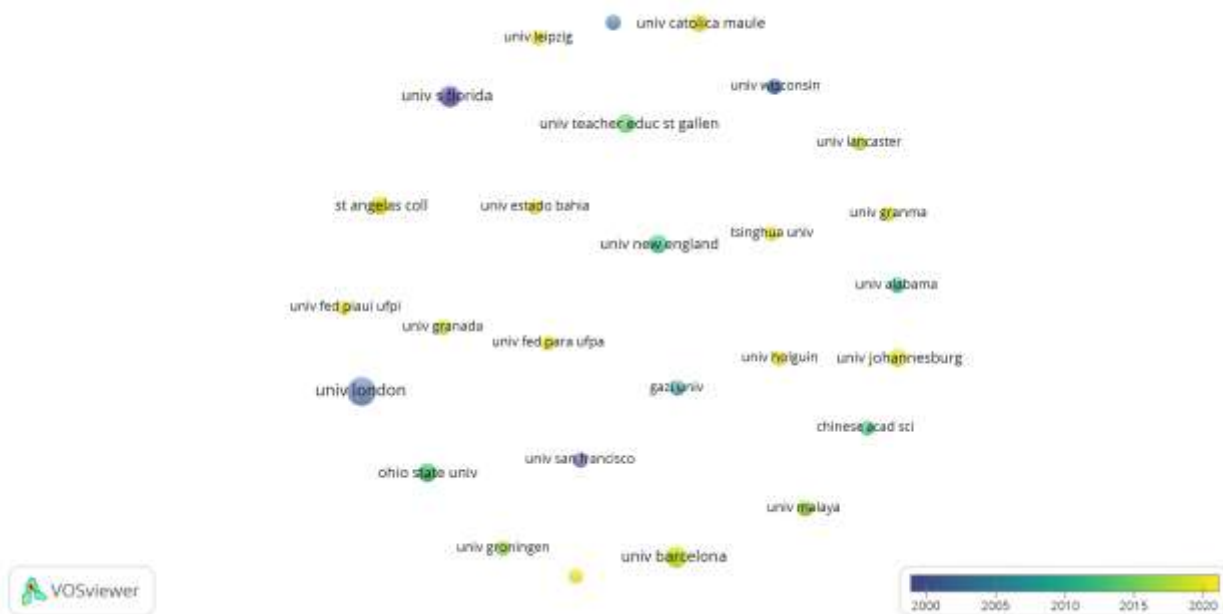 univ catolica maule
univ leipzig
univ wisconsin
univ s florida
univ teacher educ st gallen
univ lancaster
st angelas coll
univ estado bahia
univ granma
tsinghua univ
univ new england
univ alabama
univ fed piaui ufpi
univ granada
univ fed para ufpa
univ holguin
univ johannesburg
univ london
gazi univ
chinese acad sci
univ san francisco
ohio state univ
univ malaya
univ groningen
univ barcelona
VOSviewer
2000 2005 2010 2015 2020